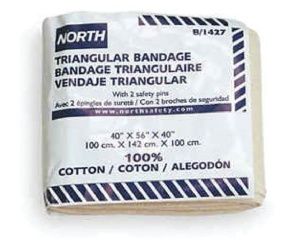 NORTH
B/1427
TRIANGULAR BANDAGE
BANDAGE TRIANGULAIRE
VENDAJE TRIANGULAR
With 2 safety pins
Avec 2 épingles de sureté / Con 2 broches de seguridad
www.northsafety.com
40" X 56" X 40"
100 cm. X 142 cm. X 100 cm.
100%
COTTON / COTON / ALEGODÓN